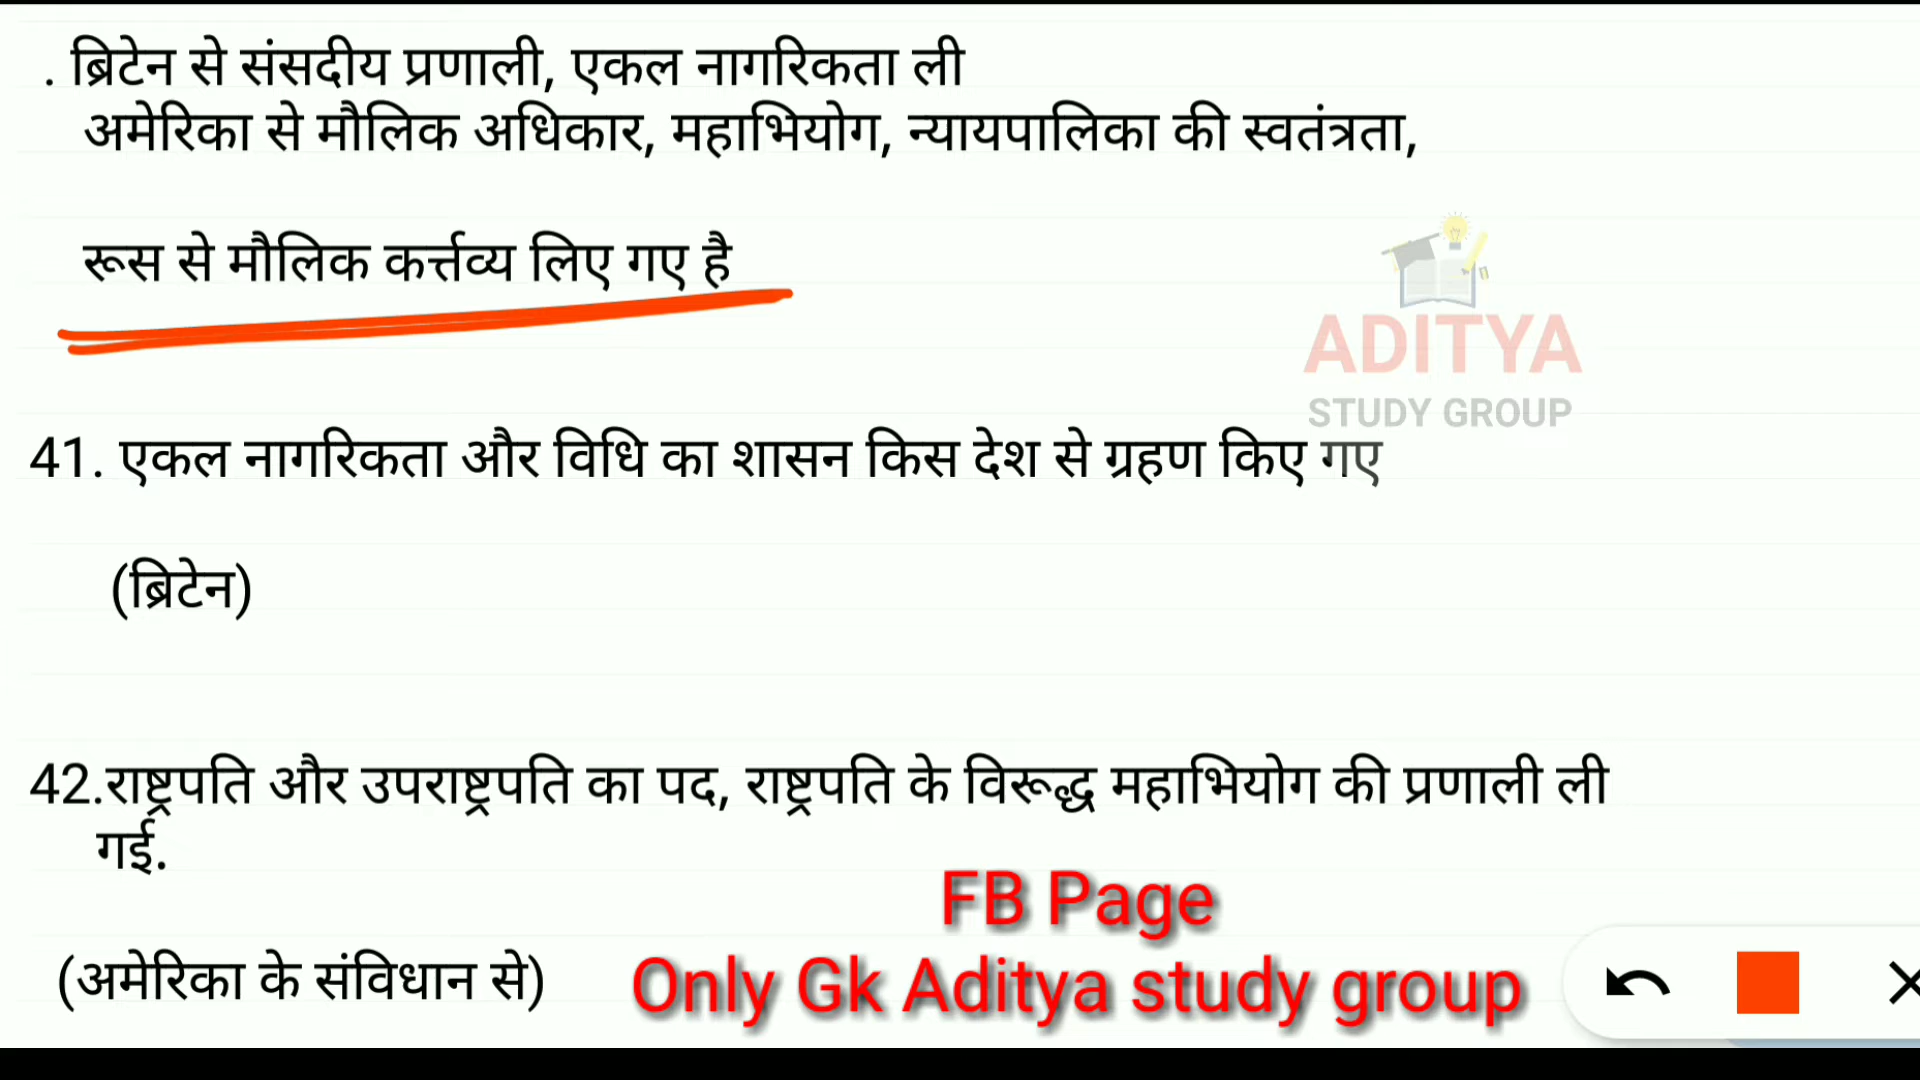 . ब्रिटेन से संसदीय प्रणाली, एकल नागरिकता ली
अमेरिका से मौलिक अधिकार, महाभियोग, न्यायपालिका की स्वतंत्रता,
रूस से मौलिक कर्त्तव्य लिए गए है
ADITYA
STUDY GROUP
41. एकल नागरिकता और विधि का शासन किस देश से ग्रहण किए गए
(ब्रिटेन)
42.राष्ट्रपति और उपराष्ट्रपति का पद, राष्ट्रपति के विरूद्ध महाभियोग की प्रणाली ली
गई.
FB Page
(अमेरिका के संविधान से)
Only Gk Aditya study group